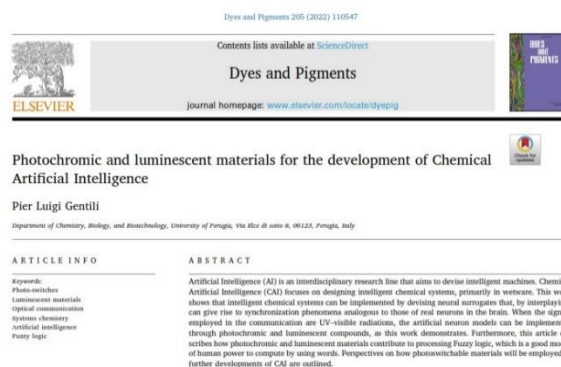 Dyes and Pigments 205 (2022) 110547
Contents lists available at ScienceDirect
Dyes and Pigments
journal homepage: www.elsevier.com/locate/dyepig
ELSEVIER
DYES
AND
PIGMENTS
Check for
updates
Photochromic and luminescent materials for the development of Chemical
Artificial Intelligence
Pier Luigi Gentili
Department of Chemistry, Biology, and Biotechnology, University of Perugia, Via Elce di sotto 8, 06123, Perugia, Italy
ARTICLE INFO
Keywords:
Photo-switches
Luminescent materials
Optical communication
Systems chemistry
Artificial intelligence
Fuzzy logic
ABSTRACT
Artificial Intelligence (AI) is an interdisciplinary research line that aims to devise intelligent machines. Chemi
Artificial Intelligence (CAI) focuses on designing intelligent chemical systems, primarily in wetware. This wo
shows that intelligent chemical systems can be implemented by devising neural surrogates that, by interplayin
can give rise to synchronization phenomena analogous to those of real neurons in the brain. When the sign
employed in the communication are UV–visible radiations, the artificial neuron models can be implemente
through photochromic and luminescent compounds, as this work demonstrates. Furthermore, this article d
scribes how photochromic and luminescent materials contribute to processing Fuzzy logic, which is a good mo
of human power to compute by using words. Perspectives on how photoswitchable materials will be employed
further developments of CAI are outlined.